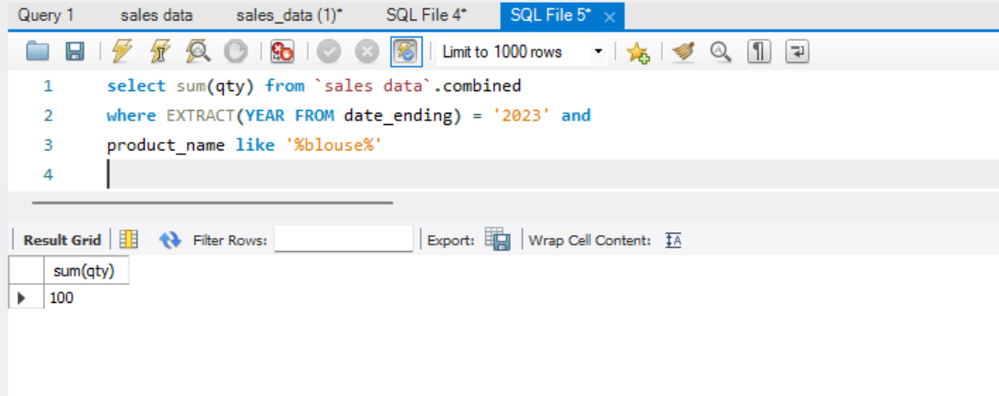 Query 1 sales data sales_data (1)* SQL File 4* SQL File 5* ×
Limit to 1000 rows
1 select sum(qty) from `sales data`.combined
2 where EXTRACT(YEAR FROM date_ending) = '2023' and
3 product_name like '%blouse%'
4
Result Grid Filter Rows: Export: Wrap Cell Content: IA
sum(qty)
100